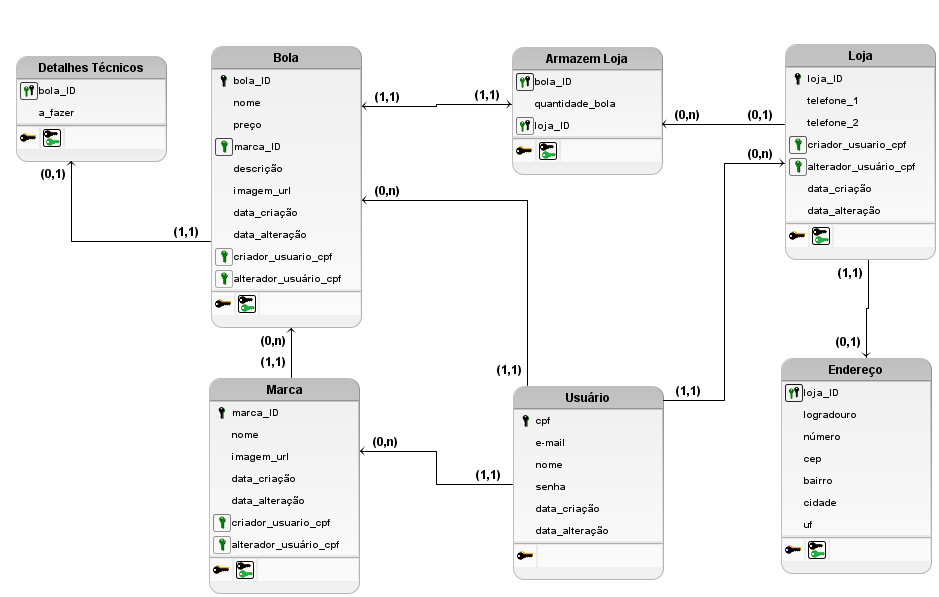 Detalhes Técnicos
bola_ID
a_fazer
(0,1)
(1,1)
Bola
bola_ID
nome
preço
marca_ID
descrição
imagem_url
data_criação
data_alteração
criador_usuario_cpf
alterador_usuário_cpf
(1,1)
(1,1)
(0,n)
(0,n)
(1,1)
Armazem Loja
bola_ID
quantidade_bola
loja_ID
(0,n)
(0,1)
(0,n)
Loja
loja_ID
telefone_1
telefone_2
criador_usuario_cpf
alterador_usuário_cpf
data_criação
data_alteração
(1,1)
(0,1)
Marca
marca_ID
nome
imagem_url
data_criação
data_alteração
criador_usuario_cpf
alterador_usuário_cpf
(0,n)
(1,1)
(1,1)
(1,1)
Usuário
cpf
e-mail
nome
senha
data_criação
data_alteração
Endereço
loja_ID
logradouro
número
cep
bairro
cidade
uf